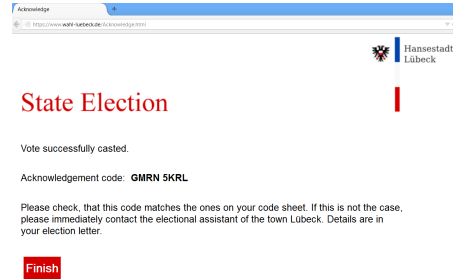 Acknowledge
https://www.wahl-luebeck.de/Acknowledge.html
Hansestadt
Lübeck
State Election
Vote successfully casted.
Acknowledgement code: GMRN 5KRL
Please check, that this code matches the ones on your code sheet. If this is not the case,
please immediately contact the electional assistant of the town Lübeck. Details are in
your election letter.
Finish